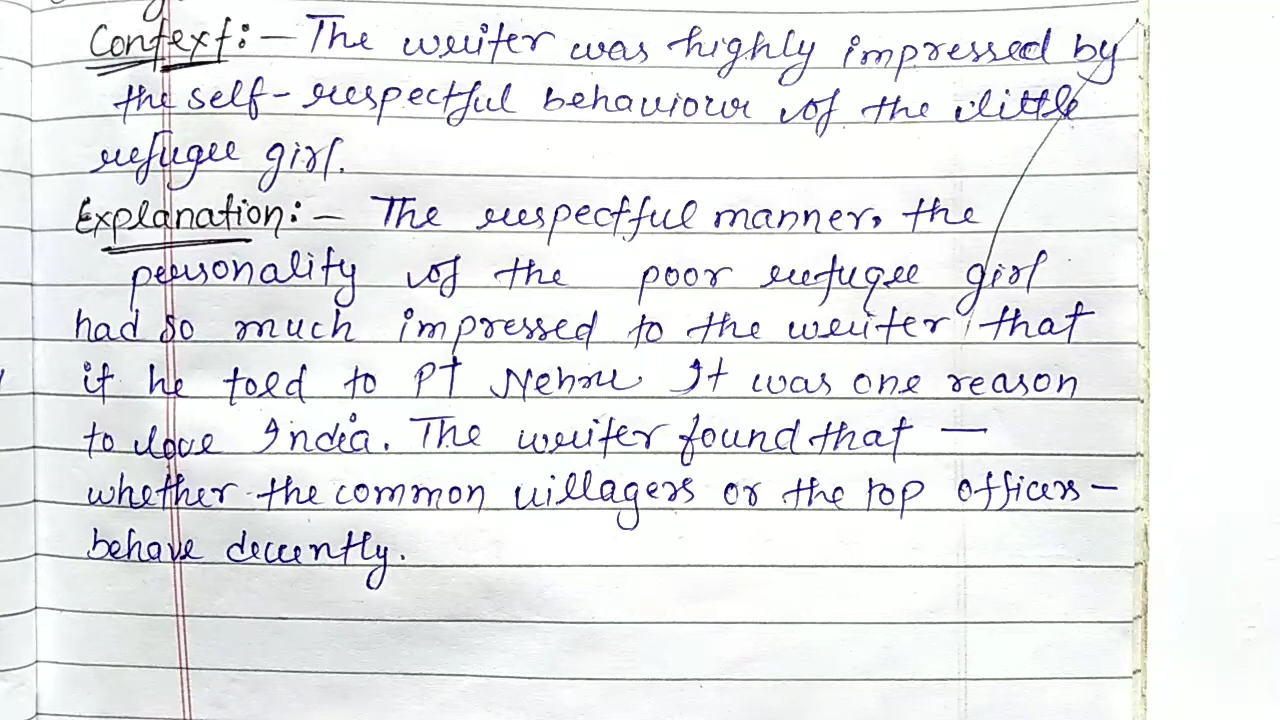 Context:- The writer was highly impressed by
the self-respectful behaviour of the little
refugee girl.
Explanation:- The respectful manner, the
personality of the poor refugee girl
had so much impressed to the writer that
if he told to PT Nehru It was one reason
to love India. The writer found that —
whether the common villagers or the top officers –
behave decently.